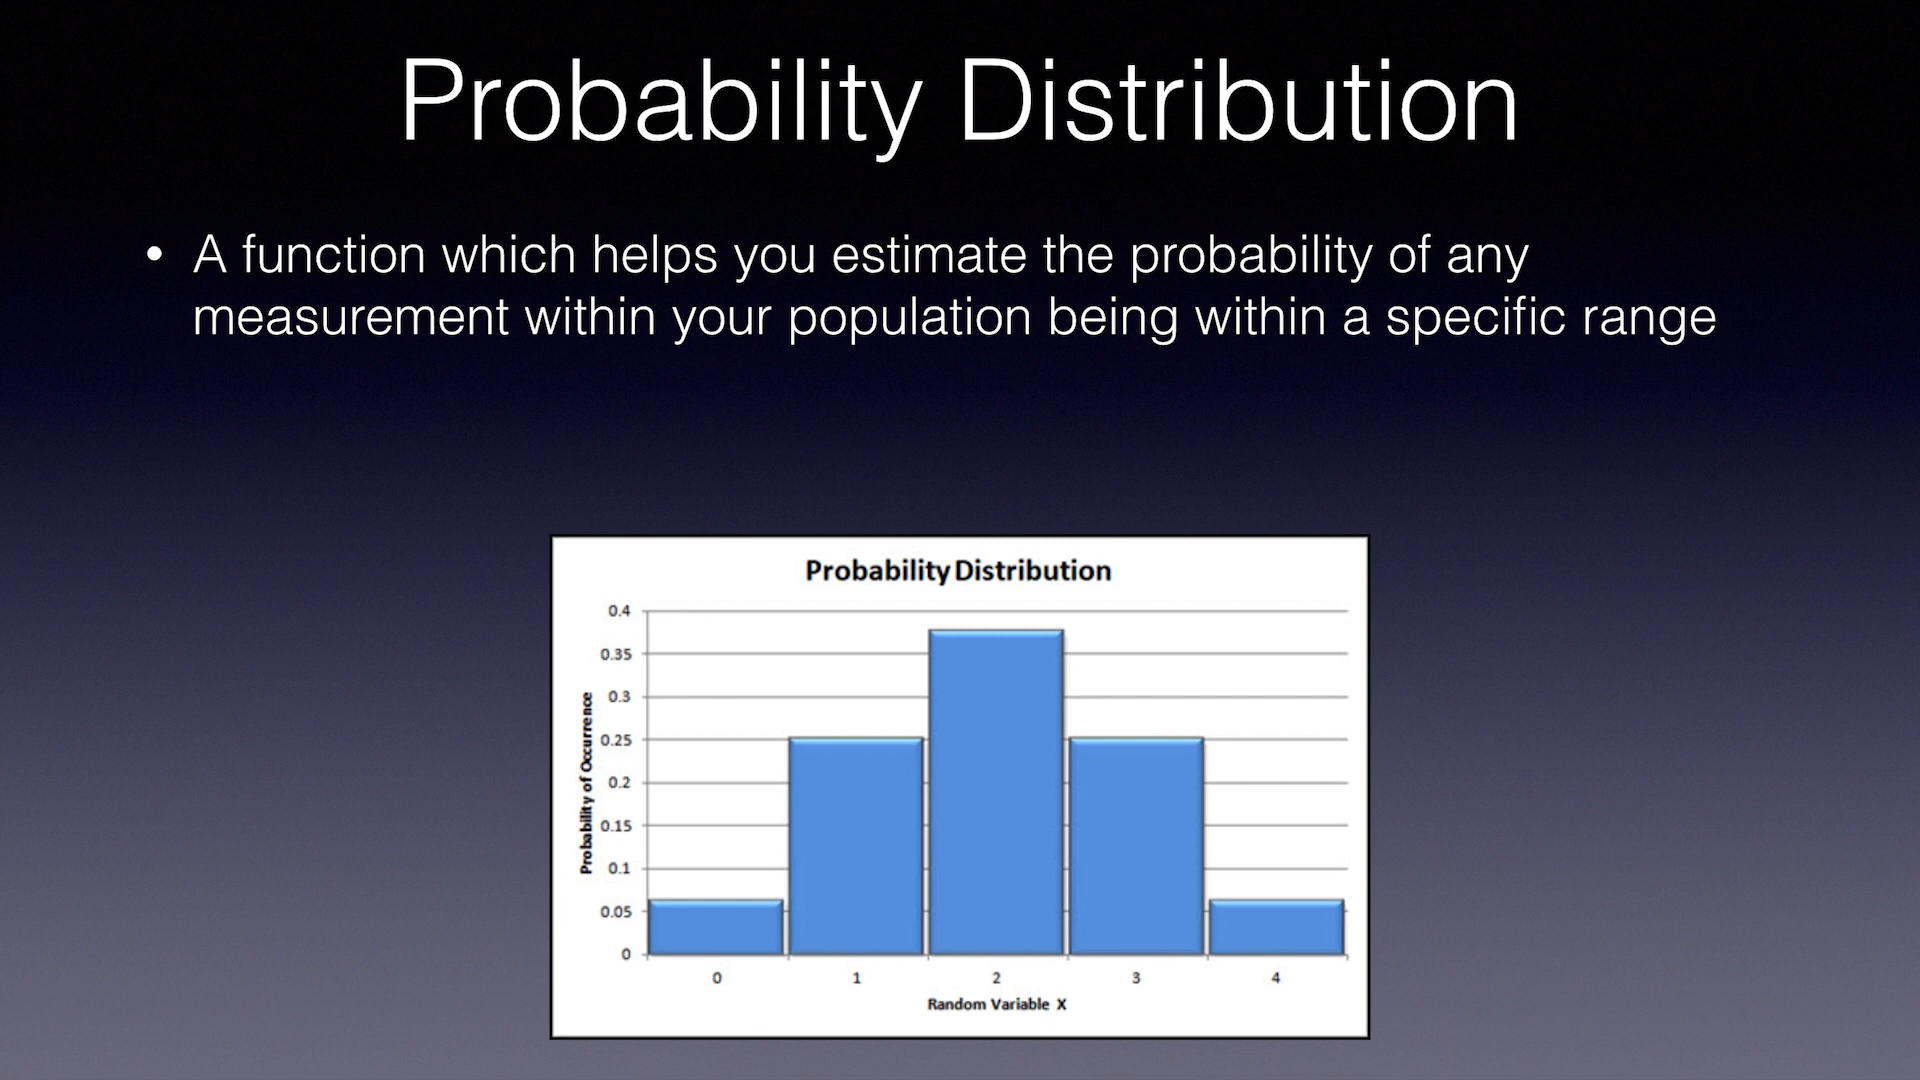 Probability Distribution
• A function which helps you estimate the probability of any
measurement within your population being within a specific range
Probability Distribution
Probability of Occurrence
0.4
0.35
0.3
0.25
0.2
0.15
0.1
0.05
0
0 1 2 3 4
Random Variable X